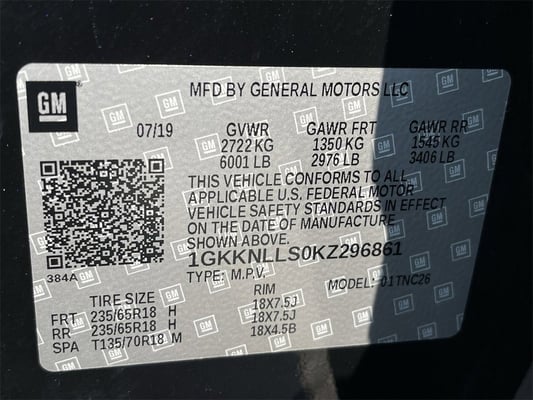 GM
MFD BY GENERAL MOTORS LLC
07/19 GVWR GAWR FRT GAWR RR
2722 KG 1350 KG 1545 KG
6001 LB 2976 LB 3406 LB
THIS VEHICLE CONFORMS TO ALL
APPLICABLE U.S. FEDERAL MOTOR
VEHICLE SAFETY STANDARDS IN EFFECT
ON THE DATE OF MANUFACTURE
SHOWN ABOVE.
1GKKNLLS0KZ296861
384A TYPE: M.P.V. MODEL: 01TNC26
TIRE SIZE RIM
FRT 235/65R18 H 18X7.5J
RR 235/65R18 H 18X7.5J
SPA T135/70R18 M 18X4.5B